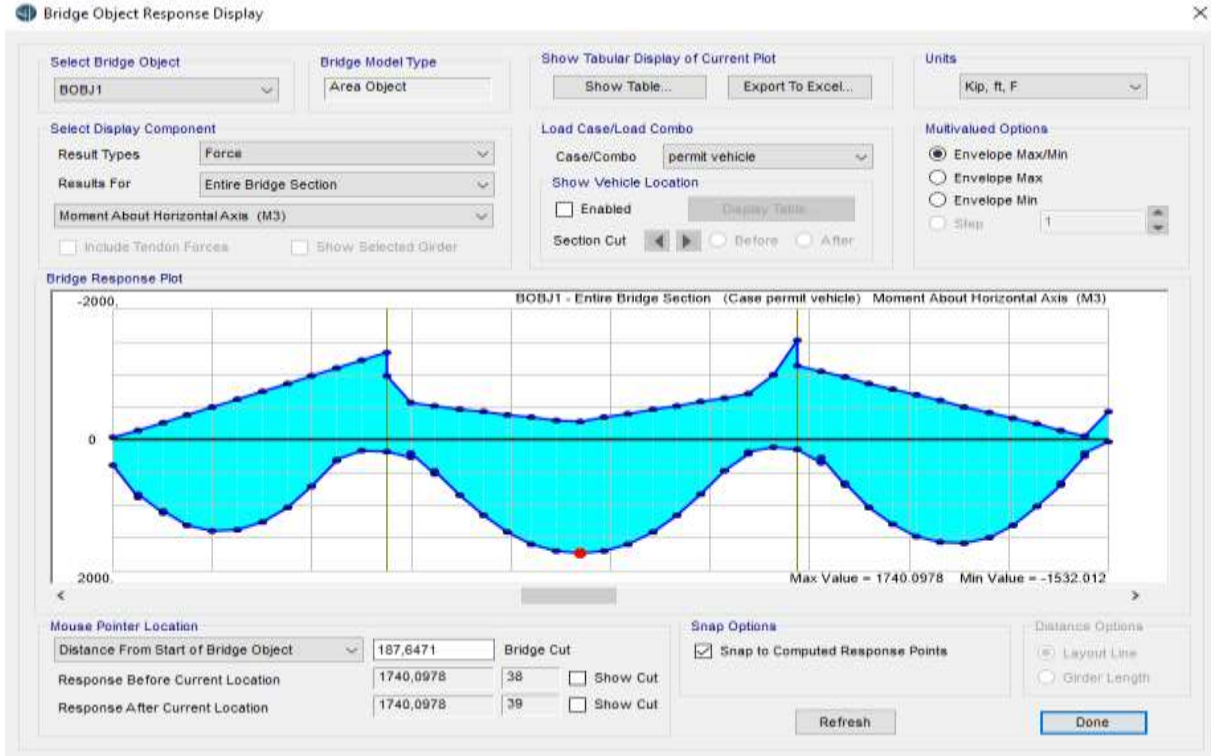 Bridge Object Response Display
Select Bridge Object
BOBJ1
Bridge Model Type
Area Object
Show Tabular Display of Current Plot
Show Table...
Export To Excel...
Units
Kip, ft, F
Select Display Component
Result Types
Force
Results For
Entire Bridge Section
Moment About Horizontal Axis (M3)
Include Tendon Forces
Show Selected Girder
Load Case/Load Combo
Case/Combo
permit vehicle
Show Vehicle Location
Enabled
Display Table...
Section Cut
Before
After
Multivalued Options
Envelope Max/Min
Envelope Max
Envelope Min
Step
1
Bridge Response Plot
BOBJ1 - Entire Bridge Section (Case permit vehicle) Moment About Horizontal Axis (M3)
-2000,
0
2000,
Max Value = 1740.0978 Min Value = -1532.012
Mouse Pointer Location
Distance From Start of Bridge Object
187,6471
Bridge Cut
Response Before Current Location
1740,0978
38
Show Cut
Response After Current Location
1740,0978
39
Show Cut
Snap Options
Snap to Computed Response Points
Distance Options
Layout Line
Girder Length
Refresh
Done